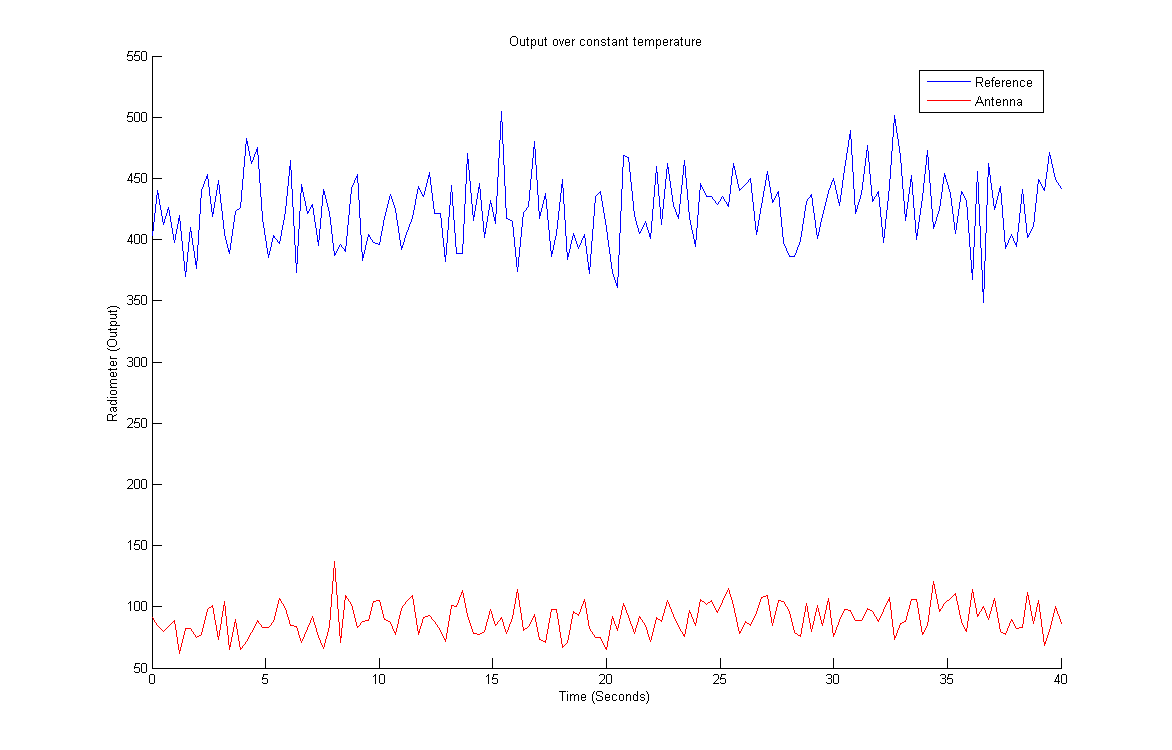 Output over constant temperature
Reference
Antenna
550
500
450
400
350
300
250
200
150
100
50
Radiometer (Output)
0 5 10 15 20 25 30 35 40
Time (Seconds)